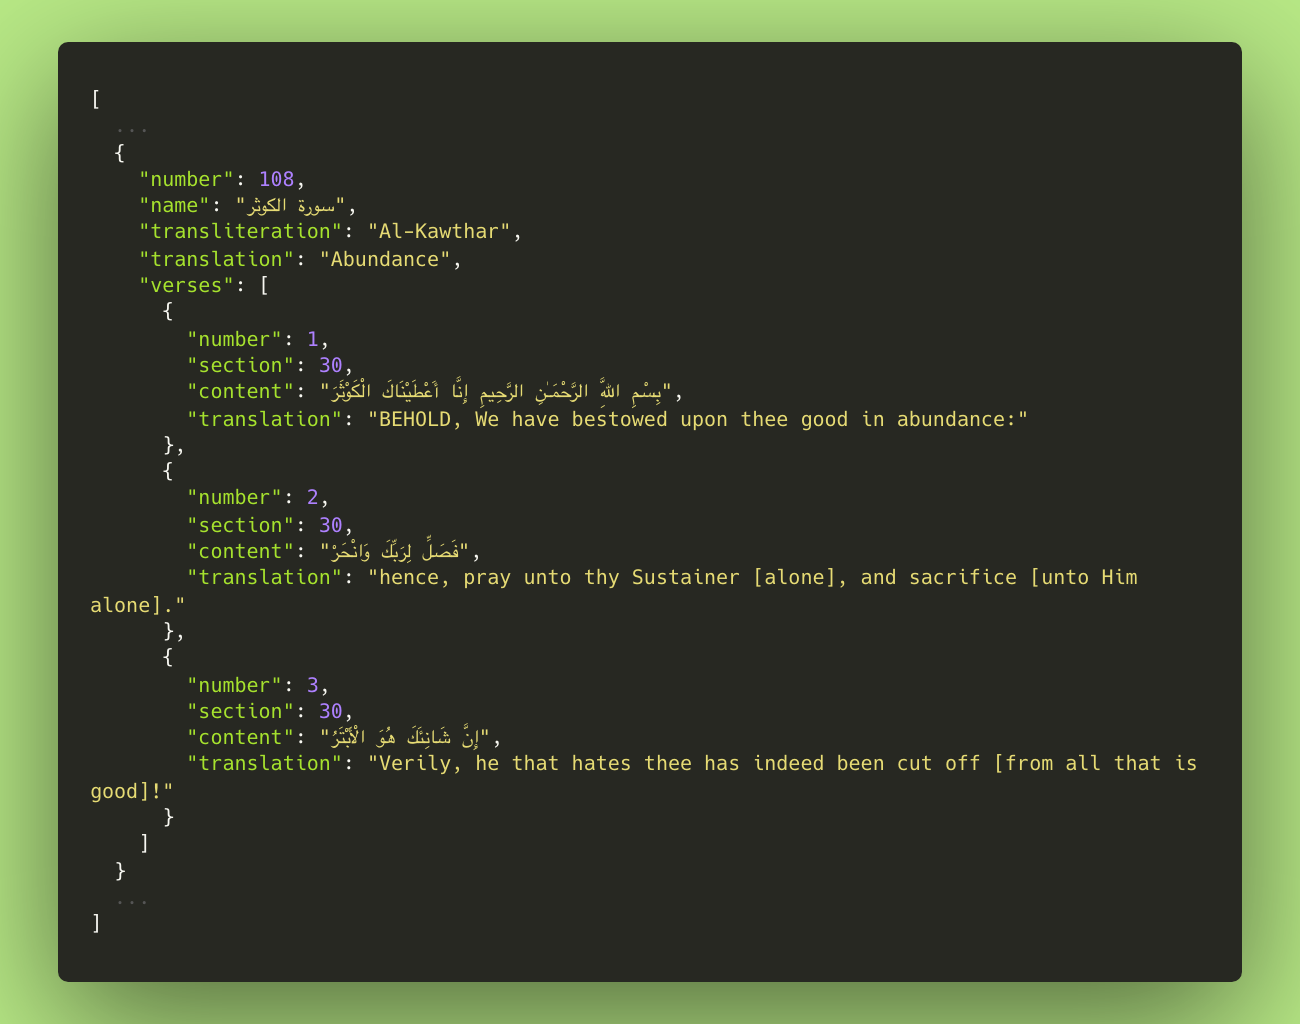 [
  ...
  {
    "number": 108,
    "name": "سورة الكوثر",
    "transliteration": "Al-Kawthar",
    "translation": "Abundance",
    "verses": [
      {
        "number": 1,
        "section": 30,
        "content": "بِسْمِ اللَّهِ الرَّحْمَـٰنِ الرَّحِيمِ إِنَّا أَعْطَيْنَاكَ الْكَوْثَرَ",
        "translation": "BEHOLD, We have bestowed upon thee good in abundance:"
      },
      {
        "number": 2,
        "section": 30,
        "content": "فَصَلِّ لِرَبِّكَ وَانْحَرْ",
        "translation": "hence, pray unto thy Sustainer [alone], and sacrifice [unto Him
alone]."
      },
      {
        "number": 3,
        "section": 30,
        "content": "إِنَّ شَانِئَكَ هُوَ الْأَبْتَرُ",
        "translation": "Verily, he that hates thee has indeed been cut off [from all that is
good]!"
      }
    ]
  }
  ...
]